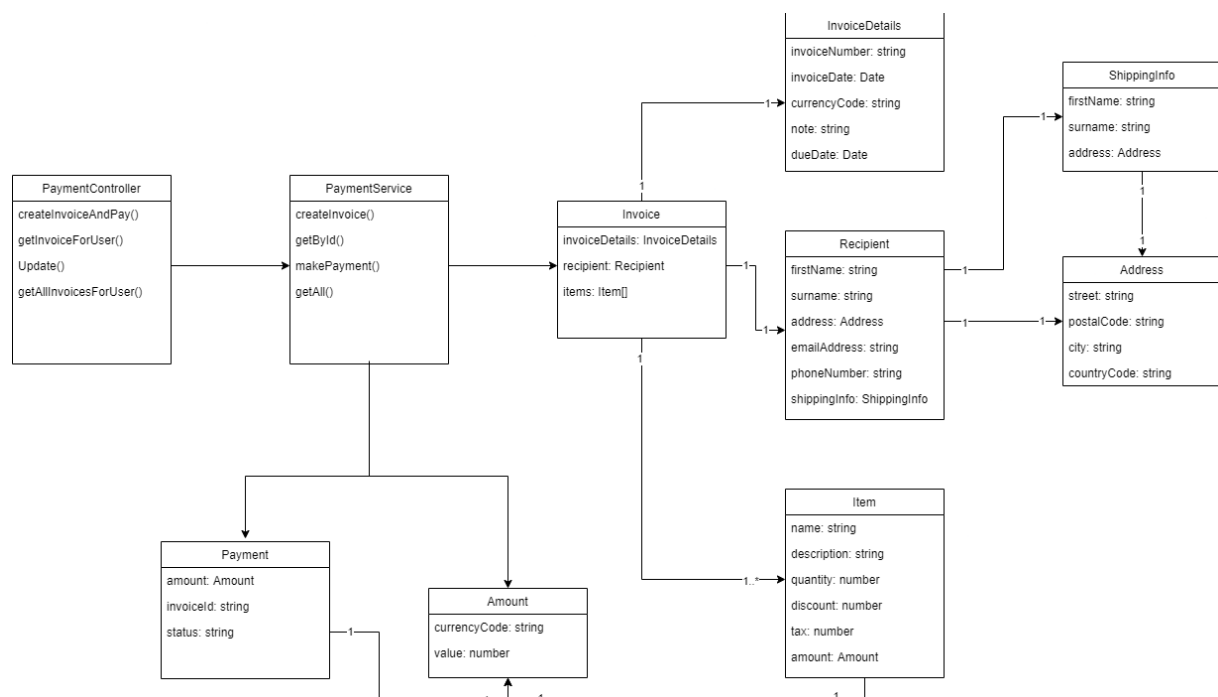 InvoiceDetails
invoiceNumber: string
invoiceDate: Date
currencyCode: string
note: string
dueDate: Date
1
1
ShippingInfo
firstName: string
surname: string
address: Address
1
1
1
1
PaymentController
createInvoiceAndPay()
getInvoiceForUser()
Update()
getAllInvoicesForUser()
PaymentService
createInvoice()
getById()
makePayment()
getAll()
Invoice
invoiceDetails: InvoiceDetails
recipient: Recipient
items: Item[]
1
1
1
Recipient
firstName: string
surname: string
address: Address
emailAddress: string
phoneNumber: string
shippingInfo: ShippingInfo
1
1
Address
street: string
postalCode: string
city: string
countryCode: string
Payment
amount: Amount
invoiceId: string
status: string
1
Amount
currencyCode: string
value: number
1..*
Item
name: string
description: string
quantity: number
discount: number
tax: number
amount: Amount
1
1